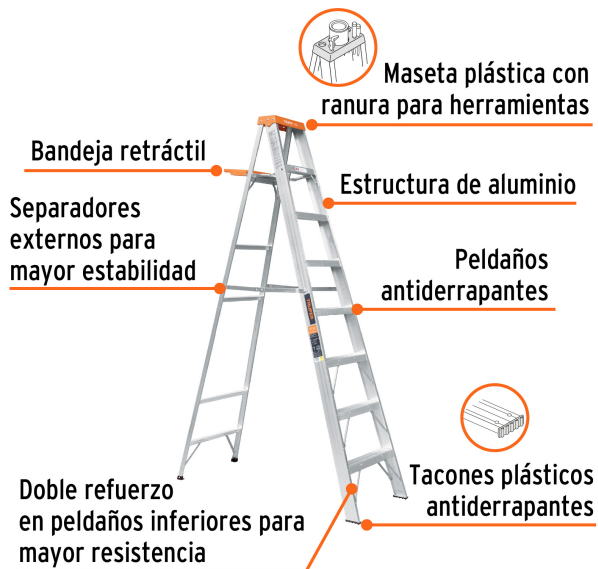 Maseta plástica con
ranura para herramientas
Bandeja retráctil
Estructura de aluminio
Separadores
externos para
mayor estabilidad
Peldaños
antiderrapantes
Tacones plásticos
antiderrapantes
Doble refuerzo
en peldaños inferiores para
mayor resistencia